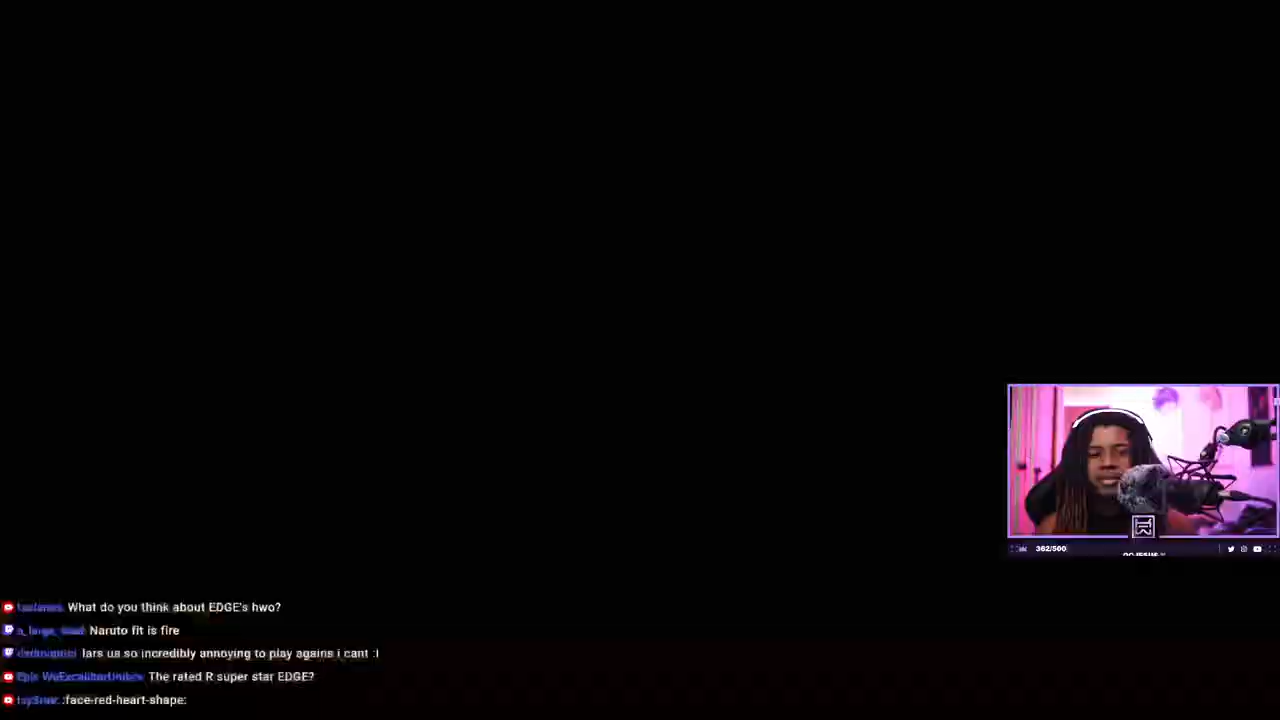 362/500
What do you think about EDGE's hwo?
Naruto fit is fire
lars us so incredibly annoying to play agains i cant :l
The rated R super star EDGE?
:face-red-heart-shape: